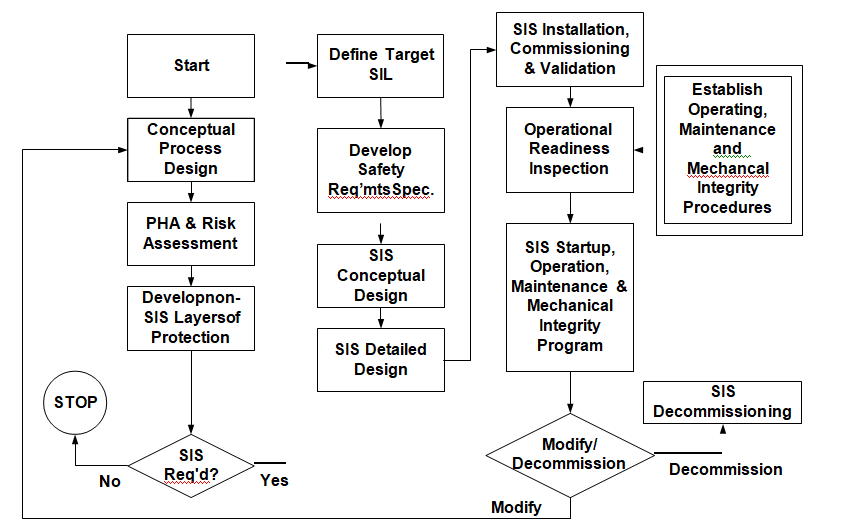 Start
Conceptual
Process
Design
PHA & Risk
Assessment
Developnon-
SIS Layersof
Protection
STOP
SIS
Req'd?
No
Yes
Define Target
SIL
Develop
Safety
Req’mtsSpec.
SIS
Conceptual
Design
SIS Detailed
Design
SIS Installation,
Commissioning
& Validation
Operational
Readiness
Inspection
Establish
Operating,
Maintenance
and
Mechancal
Integrity
Procedures
SIS Startup,
Operation,
Maintenance &
Mechanical
Integrity
Program
Modify/
Decommission
SIS
Decommissioning
Decommission
Modify